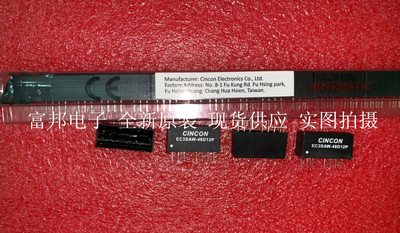 CE
Manufacturer: Cincon Electronics Co., Ltd.
Factory Address: No. 8-1 Fu Kung Rd. Fu Hsing park,
Fu Hsing Hsiang, Chang Hua Hsien, Taiwan.
富邦电子 全新原装 现货供应 实图拍摄
CINCON
EC3SAW-48D12P
CINCON
EC3SAW-48D12P